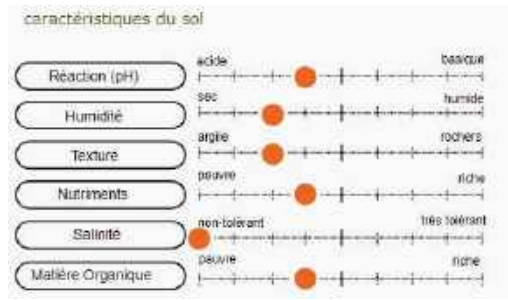 caractéristiques du sol
acide basique
Réaction (pH)
sec humide
Humidité
argile rochers
Texture
pauvre riche
Nutriments
non-tolérant très tolérant
Salinité
pauvre riche
Matière Organique